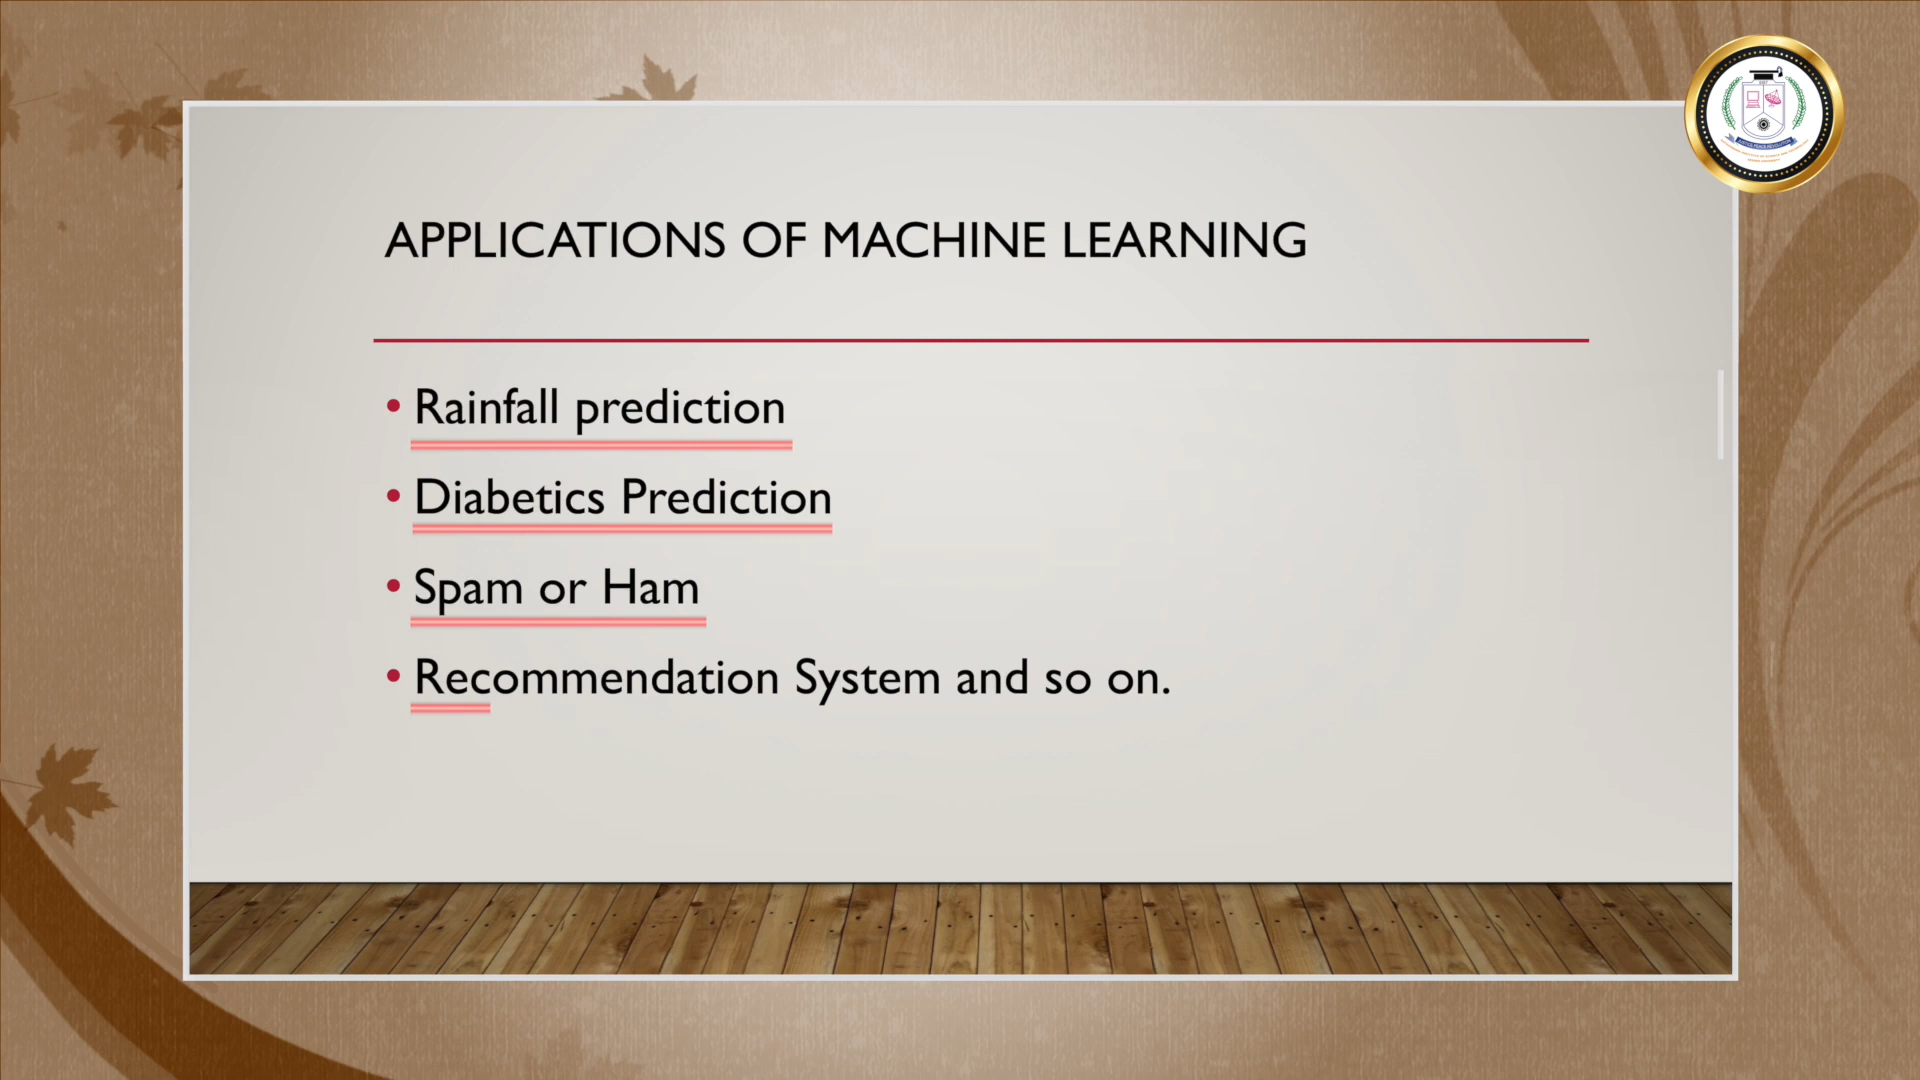 APPLICATIONS OF MACHINE LEARNING
• Rainfall prediction
• Diabetics Prediction
• Spam or Ham
• Recommendation System and so on.